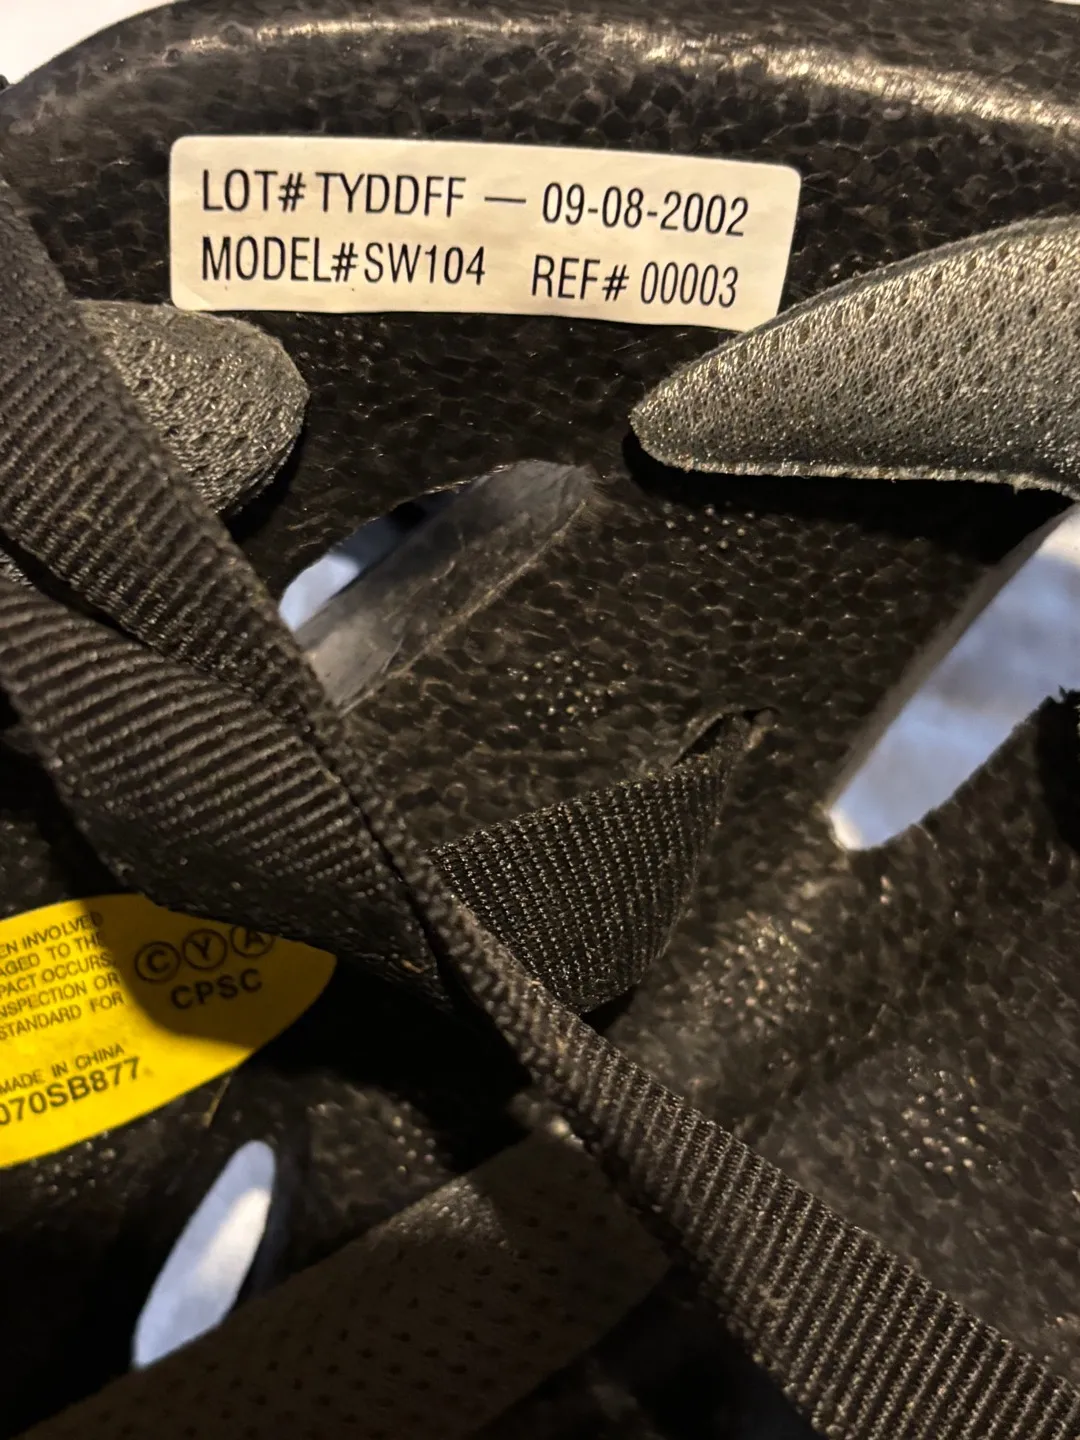 LOT# TYDDFF — 09-08-2002
MODEL# SW104 REF# 00003
EN INVOLVED
AGED TO THE
PACT OCCURS.
NSPECTION OR
STANDARD FOR
C Y A
CPSC
MADE IN CHINA
070SB877